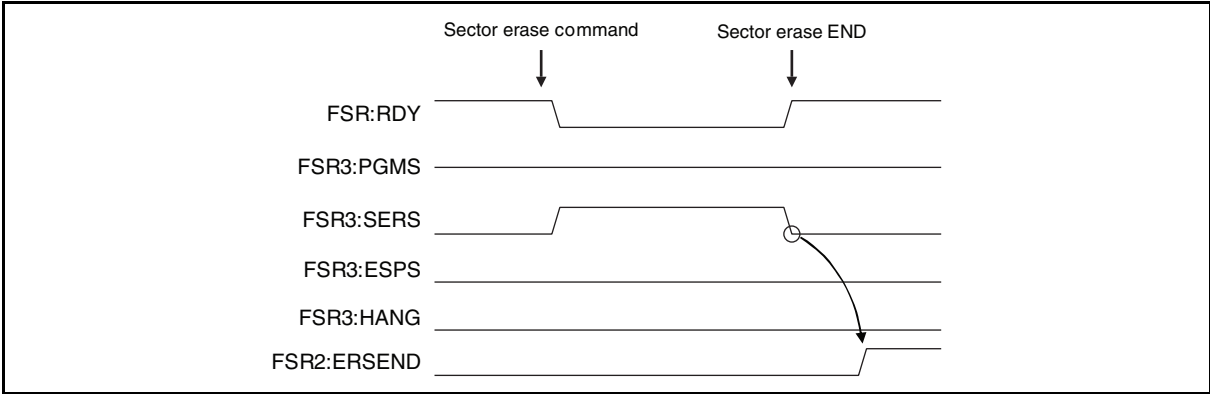 Sector erase command Sector erase END
FSR:RDY
FSR3:PGMS
FSR3:SERS
FSR3:ESPS
FSR3:HANG
FSR2:ERSEND